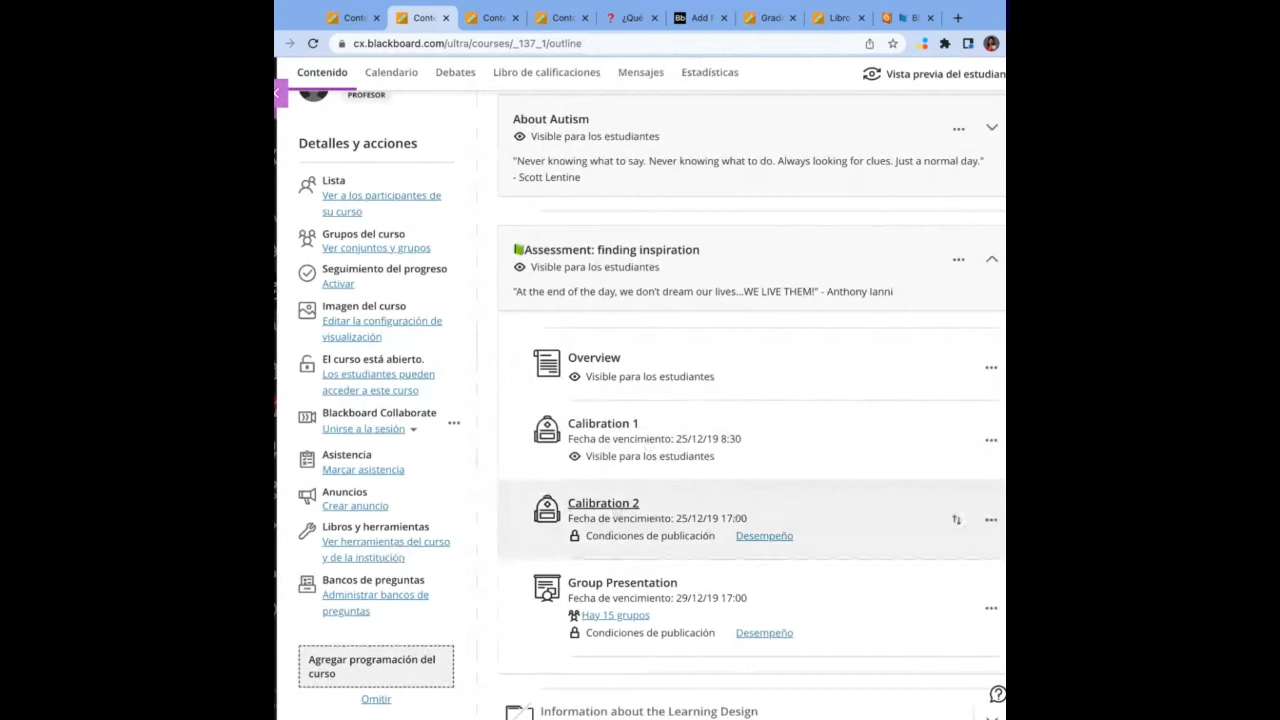 Conte
Conte
Conte
Conte
¿Qué
Add F
Grade
Libro
Bl
cx.blackboard.com/ultra/courses/_137_1/outline
Contenido
Calendario
Debates
Libro de calificaciones
Mensajes
Estadísticas
Vista previa del estudian
PROFESOR
Detalles y acciones
Lista
Ver a los participantes de
su curso
Grupos del curso
Ver conjuntos y grupos
Seguimiento del progreso
Activar
Imagen del curso
Editar la configuración de
visualización
El curso está abierto.
Los estudiantes pueden
acceder a este curso
Blackboard Collaborate
Unirse a la sesión
Asistencia
Marcar asistencia
Anuncios
Crear anuncio
Libros y herramientas
Ver herramientas del curso
y de la institución
Bancos de preguntas
Administrar bancos de
preguntas
Agregar programación del
curso
Omitir
About Autism
Visible para los estudiantes
"Never knowing what to say. Never knowing what to do. Always looking for clues. Just a normal day."
- Scott Lentine
Assessment: finding inspiration
Visible para los estudiantes
"At the end of the day, we don't dream our lives...WE LIVE THEM!" - Anthony Ianni
Overview
Visible para los estudiantes
Calibration 1
Fecha de vencimiento: 25/12/19 8:30
Visible para los estudiantes
Calibration 2
Fecha de vencimiento: 25/12/19 17:00
Condiciones de publicación Desempeño
Group Presentation
Fecha de vencimiento: 29/12/19 17:00
Hay 15 grupos
Condiciones de publicación Desempeño
Information about the Learning Design